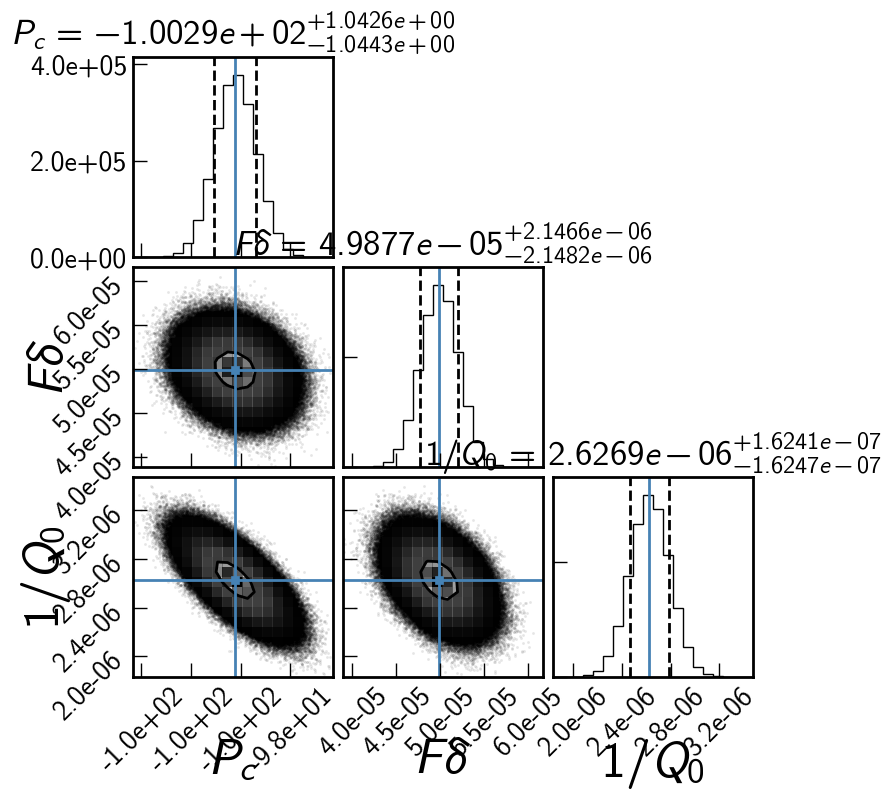 P_c = −1.0029e+02 +1.0426e+00 −1.0443e+00
4.0e+05
2.0e+05
0.0e+00
Fδ = 4.9877e−05 +2.1466e−06 −2.1482e−06
Fδ
6.0e-05
5.5e-05
5.0e-05
4.5e-05
4.0e-05
1/Q_0 = 2.6269e−06 +1.6241e−07 −1.6247e−07
1/Q_0
3.2e-06
2.8e-06
2.4e-06
2.0e-06
-1.0e+02
-1.0e+02
-1.0e+02
-9.8e+01
4.0e-05
4.5e-05
5.0e-05
5.5e-05
6.0e-05
2.0e-06
2.4e-06
2.8e-06
3.2e-06
P_c
Fδ
1/Q_0